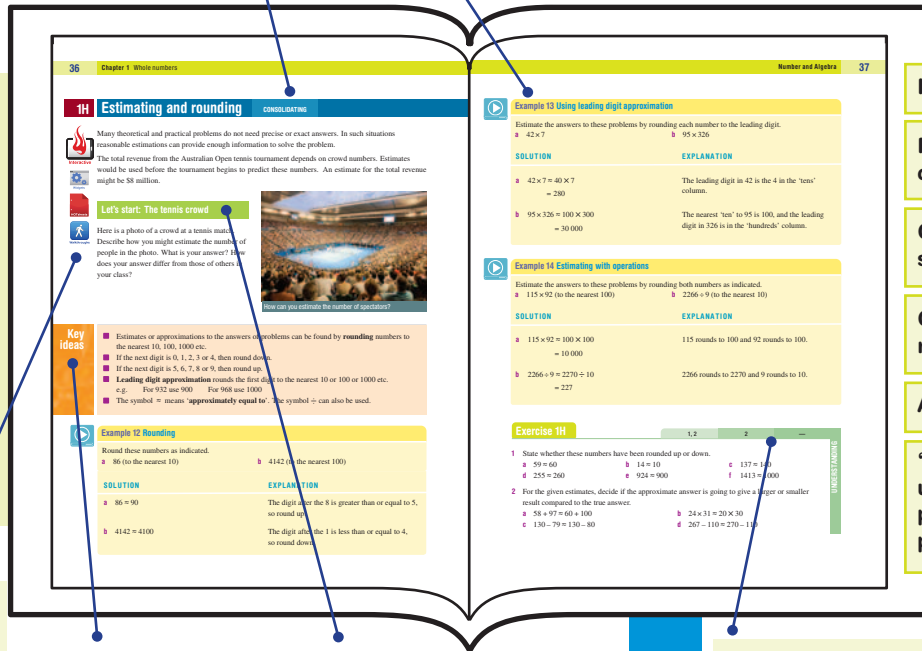 36 Chapter 1 Whole numbers
1H Estimating and rounding CONSOLIDATING
Many theoretical and practical problems do not need precise or exact answers. In such situations
reasonable estimations can provide enough information to solve the problem.
The total revenue from the Australian Open tennis tournament depends on crowd numbers. Estimates
would be used before the tournament begins to predict these numbers. An estimate for the total revenue
might be $8 million.
Interactive
Widgets
Walkthroughs
Let's start: The tennis crowd
Here is a photo of a crowd at a tennis match.
Describe how you might estimate the number of
people in the photo. What is your answer? How
does your answer differ from those of others in
your class?
How can you estimate the number of spectators?
Key
ideas
■ Estimates or approximations to the answers of problems can be found by rounding numbers to
the nearest 10, 100, 1000 etc.
■ If the next digit is 0, 1, 2, 3 or 4, then round down.
■ If the next digit is 5, 6, 7, 8 or 9, then round up.
■ Leading digit approximation rounds the first digit to the nearest 10 or 100 or 1000 etc.
e.g. For 932 use 900 For 968 use 1000
■ The symbol ≈ means 'approximately equal to'. The symbol ≑ can also be used.
Example 12 Rounding
Round these numbers as indicated.
a 86 (to the nearest 10) b 4142 (to the nearest 100)
SOLUTION EXPLANATION
a 86 ≈ 90 The digit after the 8 is greater than or equal to 5,
so round up.
b 4142 ≈ 4100 The digit after the 1 is less than or equal to 4,
so round down.
Number and Algebra 37
Example 13 Using leading digit approximation
Estimate the answers to these problems by rounding each number to the leading digit.
a 42 × 7 b 95 × 326
SOLUTION EXPLANATION
a 42 × 7 ≈ 40 × 7 The leading digit in 42 is the 4 in the 'tens'
= 280 column.
b 95 × 326 ≈ 100 × 300 The nearest 'ten' to 95 is 100, and the leading
= 30 000 digit in 326 is in the 'hundreds' column.
Example 14 Estimating with operations
Estimate the answers to these problems by rounding both numbers as indicated.
a 115 × 92 (to the nearest 100) b 2266 ÷ 9 (to the nearest 10)
SOLUTION EXPLANATION
a 115 × 92 ≈ 100 × 100 115 rounds to 100 and 92 rounds to 100.
= 10 000
b 2266 ÷ 9 ≈ 2270 ÷ 10 2266 rounds to 2270 and 9 rounds to 10.
= 227
Exercise 1H 1, 2 2 —
UNDERSTANDING
1 State whether these numbers have been rounded up or down.
a 59 ≈ 60 b 14 ≈ 10 c 137 ≈ 140
d 255 ≈ 260 e 924 ≈ 900 f 1413 ≈ 1000
2 For the given estimates, decide if the approximate answer is going to give a larger or smaller
result compared to the true answer.
a 58 + 97 ≈ 60 + 100 b 24 × 31 ≈ 20 × 30
c 130 – 79 ≈ 130 – 80 d 267 – 110 ≈ 270 – 110